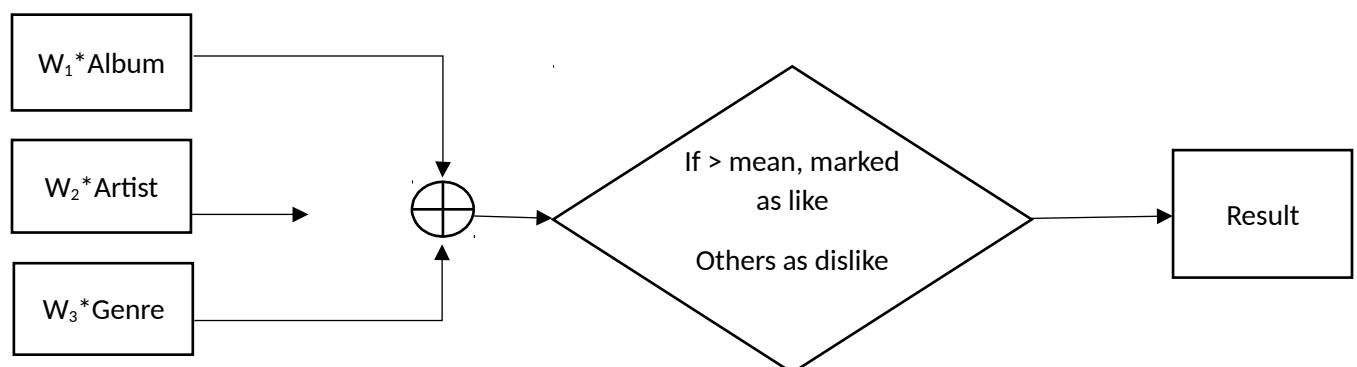 W₁*Album
W₂*Artist
W₃*Genre
If > mean, marked
as like
Others as dislike
Result